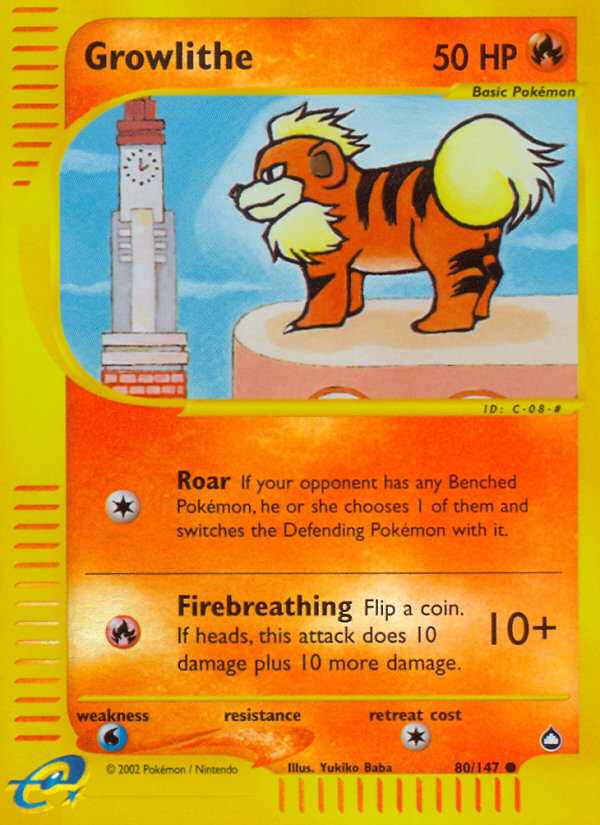 Growlithe 50 HP
Basic Pokémon
ID: C-08-#
Roar If your opponent has any Benched
Pokémon, he or she chooses 1 of them and
switches the Defending Pokémon with it.
Firebreathing Flip a coin.
If heads, this attack does 10
damage plus 10 more damage.
10+
weakness resistance retreat cost
© 2002 Pokémon / Nintendo Illus. Yukiko Baba 80/147
e